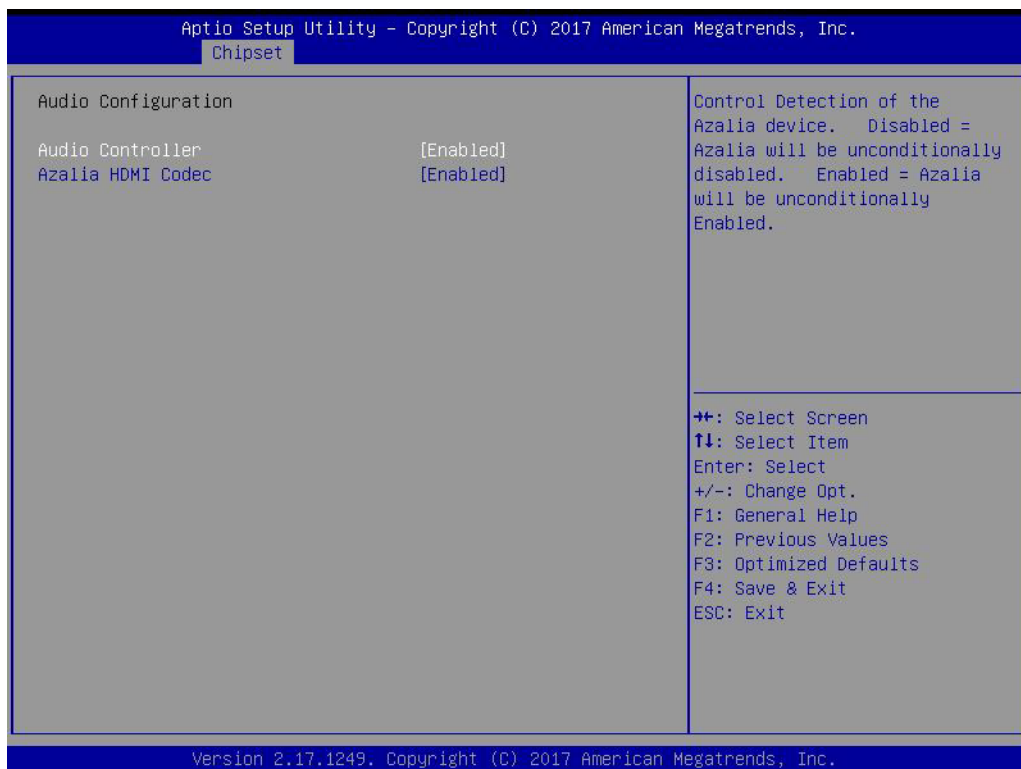 Aptio Setup Utility – Copyright (C) 2017 American Megatrends, Inc.
Chipset
Audio Configuration
Audio Controller [Enabled]
Azalia HDMI Codec [Enabled]
Control Detection of the
Azalia device.   Disabled =
Azalia will be unconditionally
disabled.   Enabled = Azalia
will be unconditionally
Enabled.
→←: Select Screen
↑↓: Select Item
Enter: Select
+/-: Change Opt.
F1: General Help
F2: Previous Values
F3: Optimized Defaults
F4: Save & Exit
ESC: Exit
Version 2.17.1249. Copyright (C) 2017 American Megatrends, Inc.